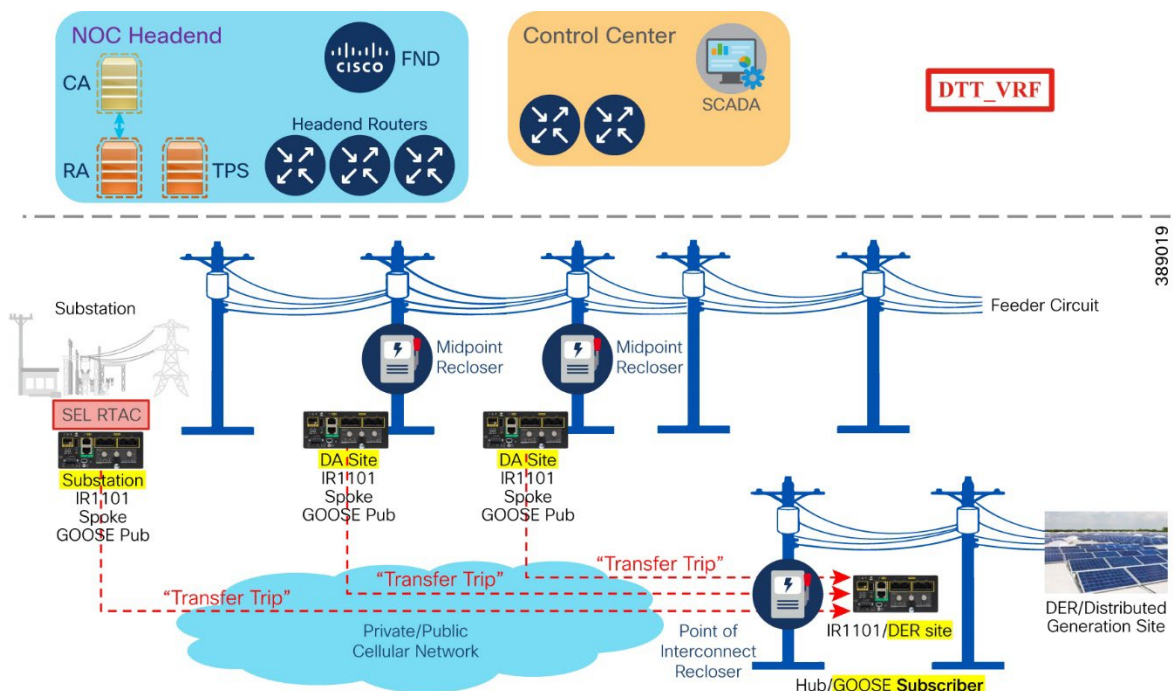 NOC Headend
CA
CISCO
FND
Headend Routers
RA
TPS
Control Center
SCADA
DTT_VRF
389019
Substation
Feeder Circuit
Midpoint
Recloser
Midpoint
Recloser
SEL RTAC
Substation
IR1101
Spoke
GOOSE Pub
DA Site
IR1101
Spoke
GOOSE Pub
DA Site
IR1101
Spoke
GOOSE Pub
“Transfer Trip”
“Transfer Trip”
“Transfer Trip”
Private/Public
Cellular Network
Point of
Interconnect
Recloser
IR1101/DER site
DER/Distributed
Generation Site
Hub/GOOSE Subscriber